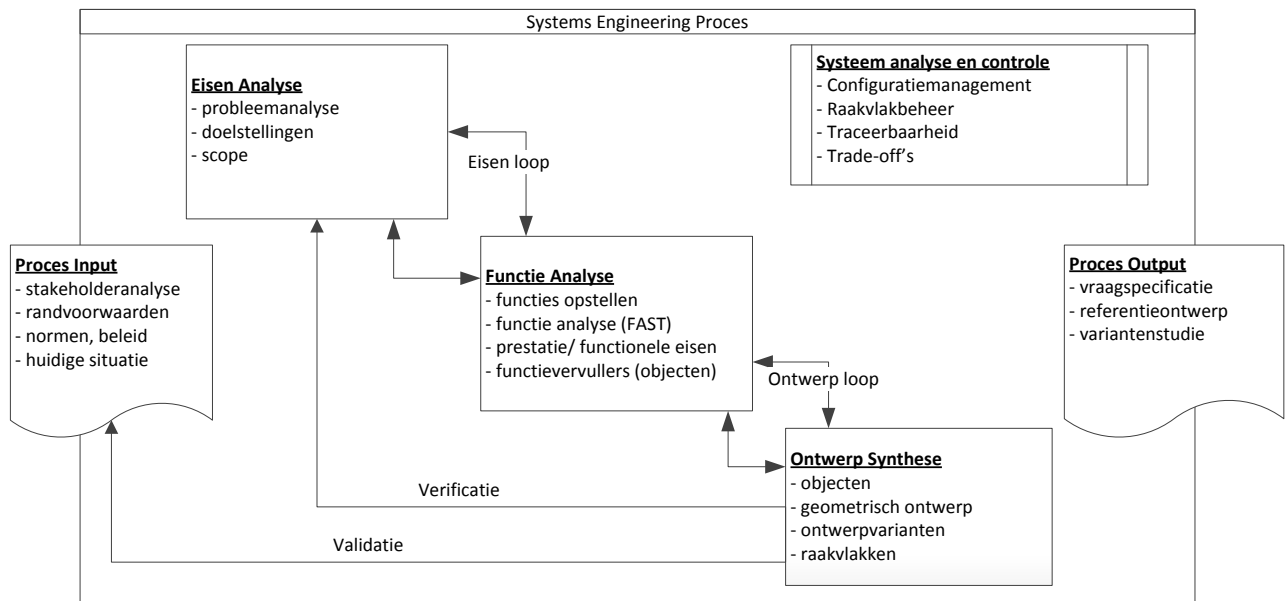 Systems Engineering Proces
Eisen Analyse
- probleemanalyse
- doelstellingen
- scope
Systeem analyse en controle
- Configuratiemanagement
- Raakvlakbeheer
- Traceerbaarheid
- Trade-off’s
Eisen loop
Proces Input
- stakeholderanalyse
- randvoorwaarden
- normen, beleid
- huidige situatie
Functie Analyse
- functies opstellen
- functie analyse (FAST)
- prestatie/ functionele eisen
- functievervullers (objecten)
Proces Output
- vraagspecificatie
- referentieontwerp
- variantenstudie
Ontwerp loop
Ontwerp Synthese
- objecten
- geometrisch ontwerp
- ontwerpvarianten
- raakvlakken
Verificatie
Validatie